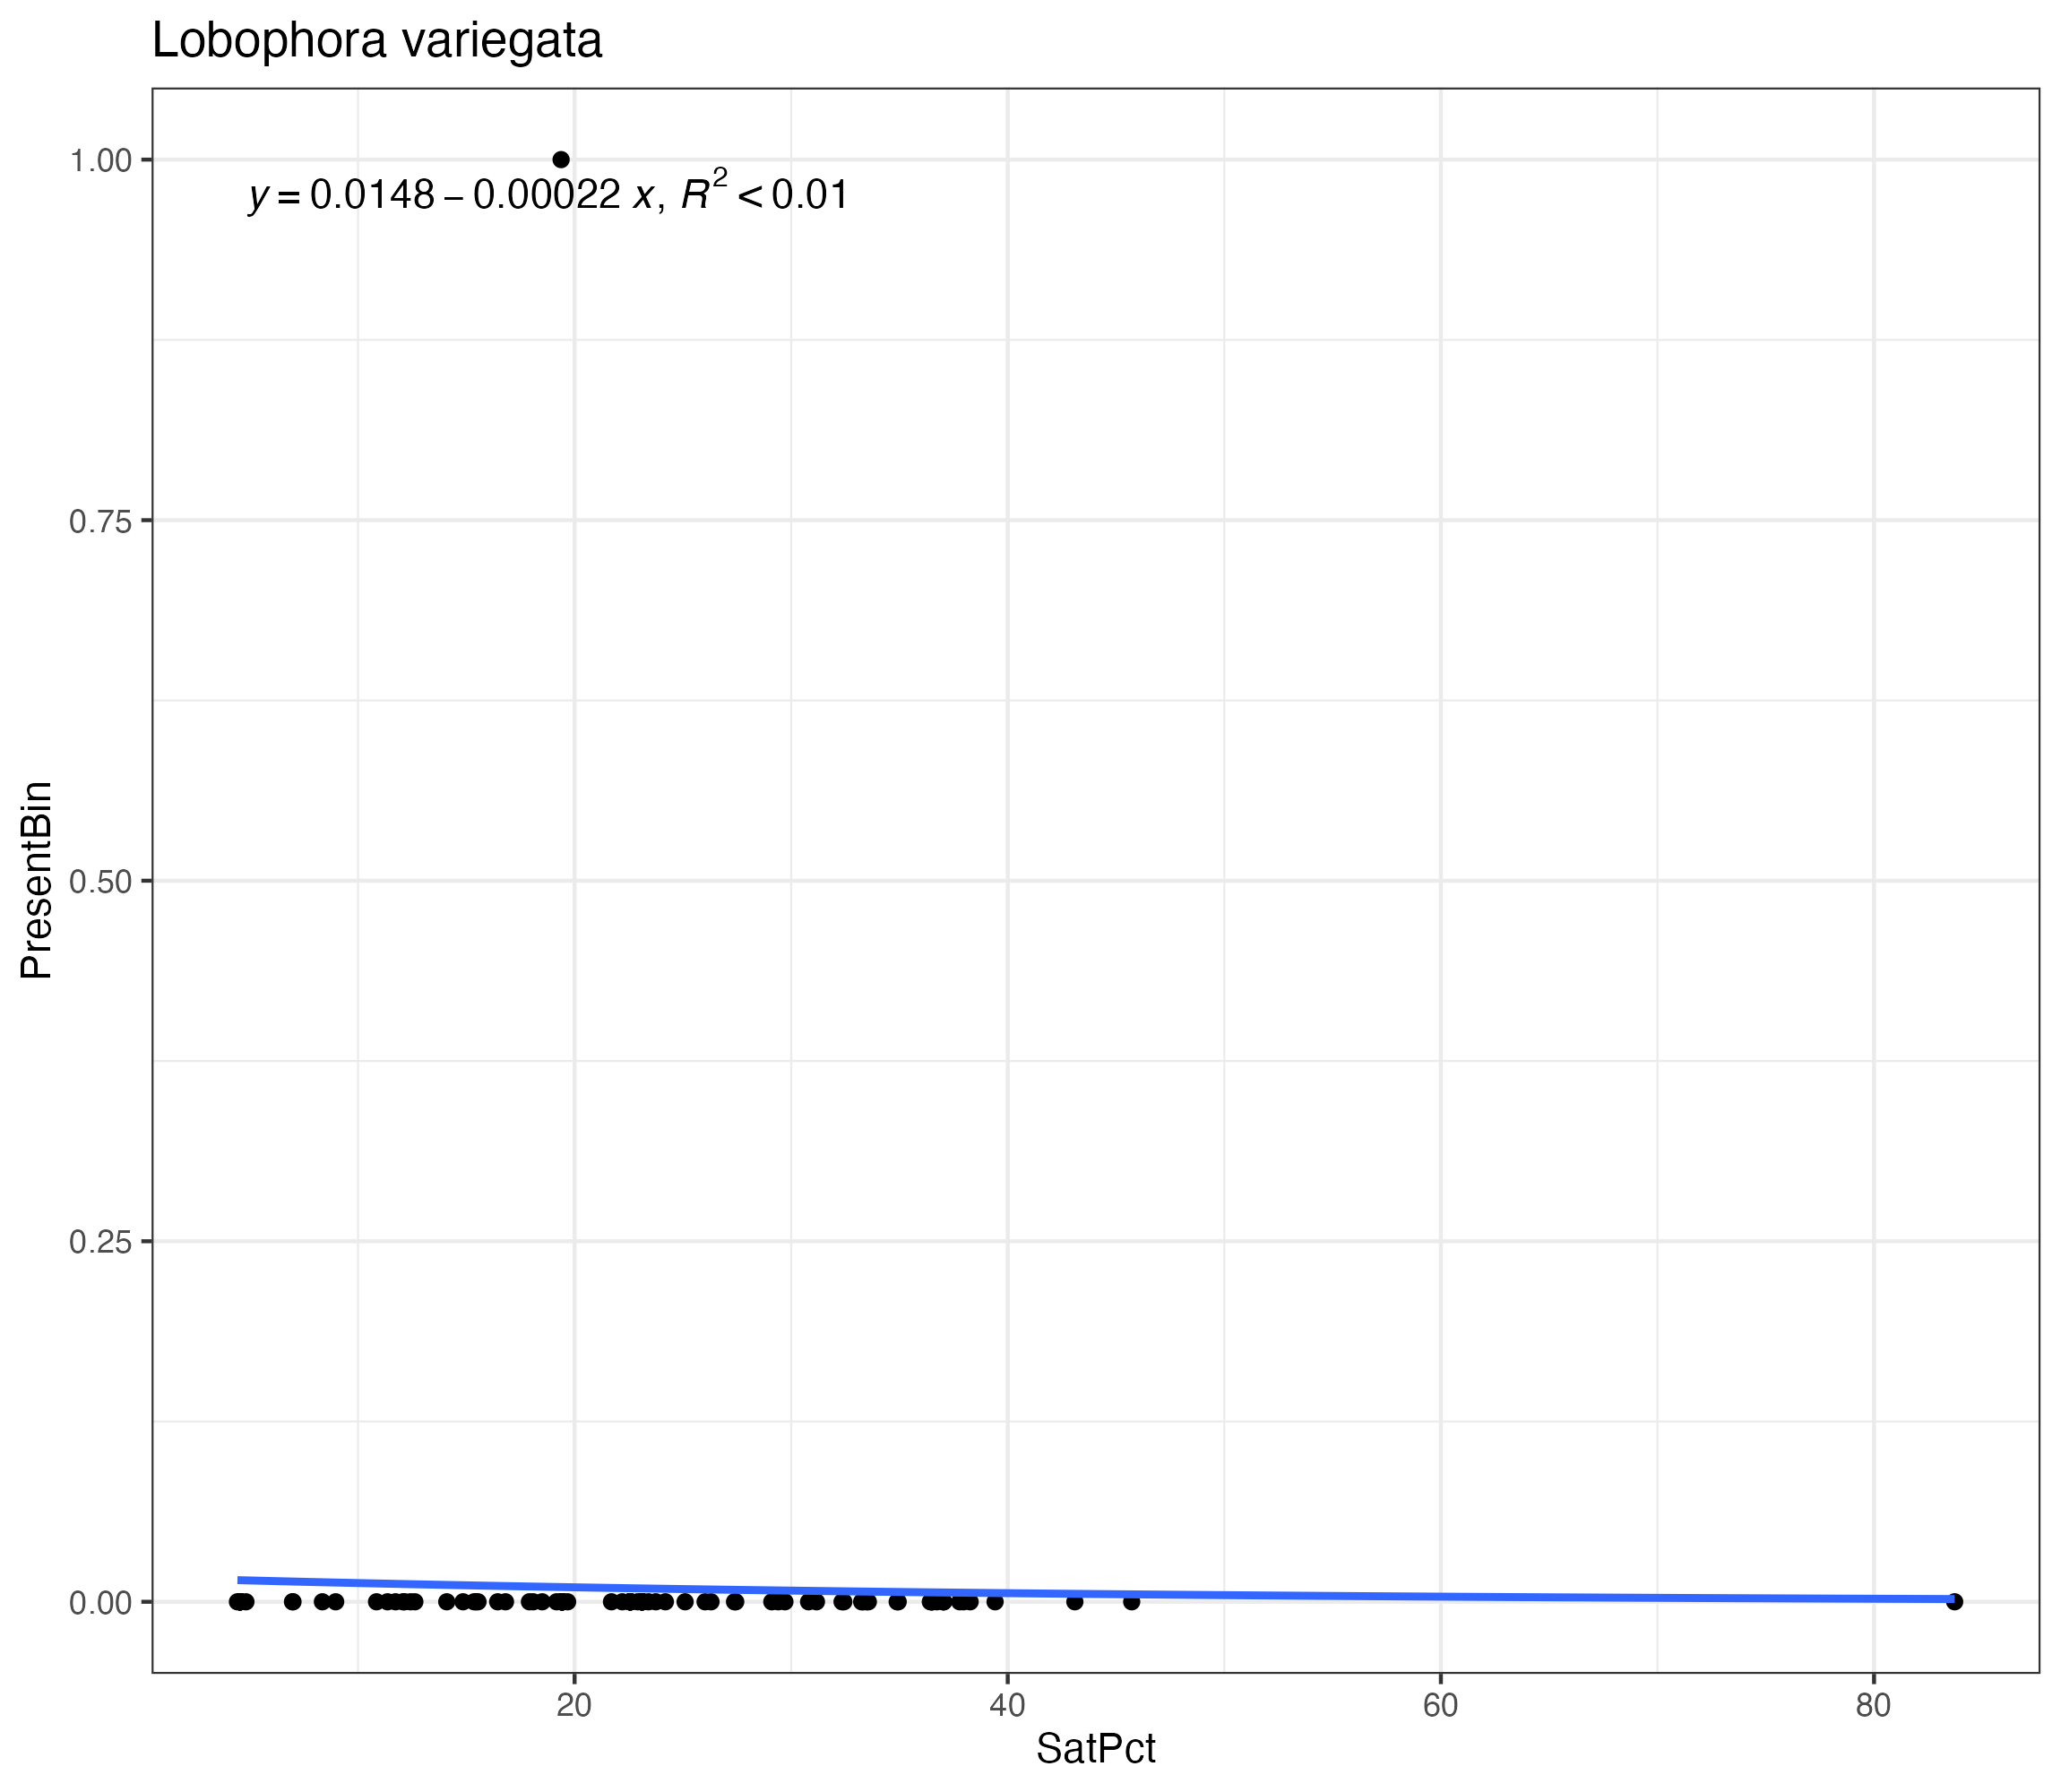 Lobophora variegata
1.00
y = 0.0148 − 0.00022 x, R² < 0.01
0.75
PresentBin
0.50
0.25
0.00
20 40 60 80
SatPct